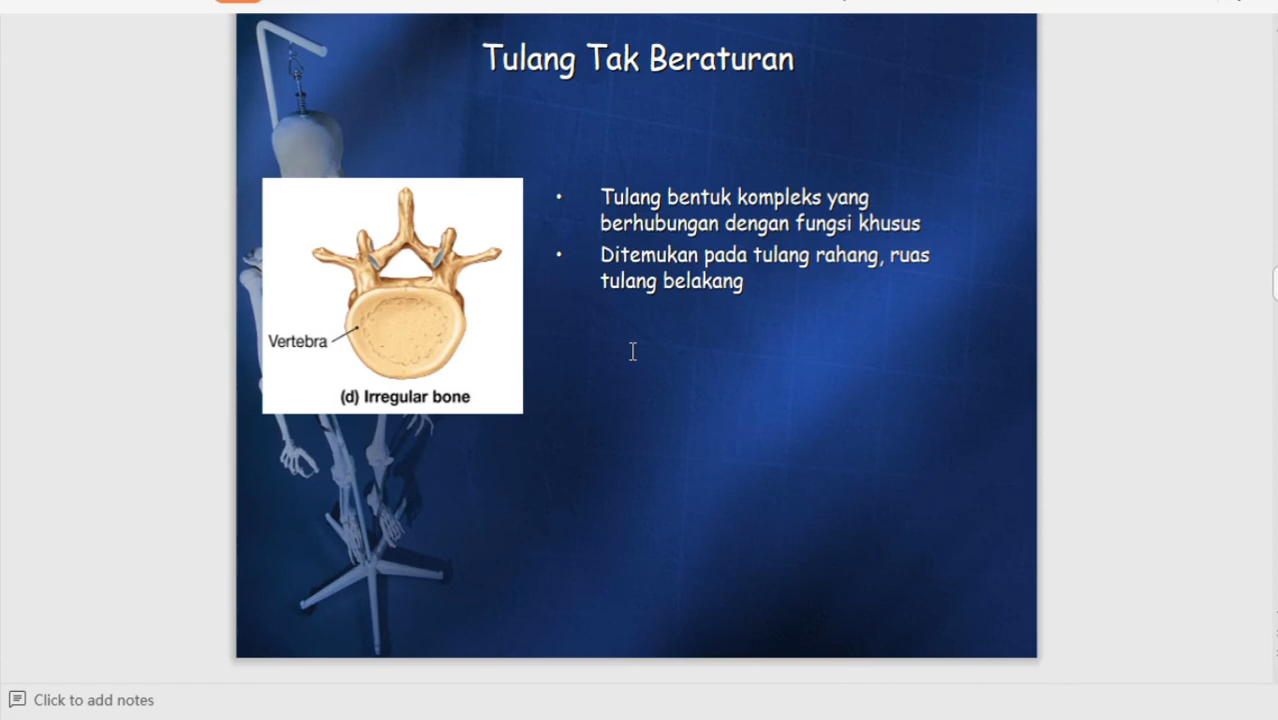 Tulang Tak Beraturan
• Tulang bentuk kompleks yang
berhubungan dengan fungsi khusus
• Ditemukan pada tulang rahang, ruas
tulang belakang
Vertebra
(d) Irregular bone
Click to add notes